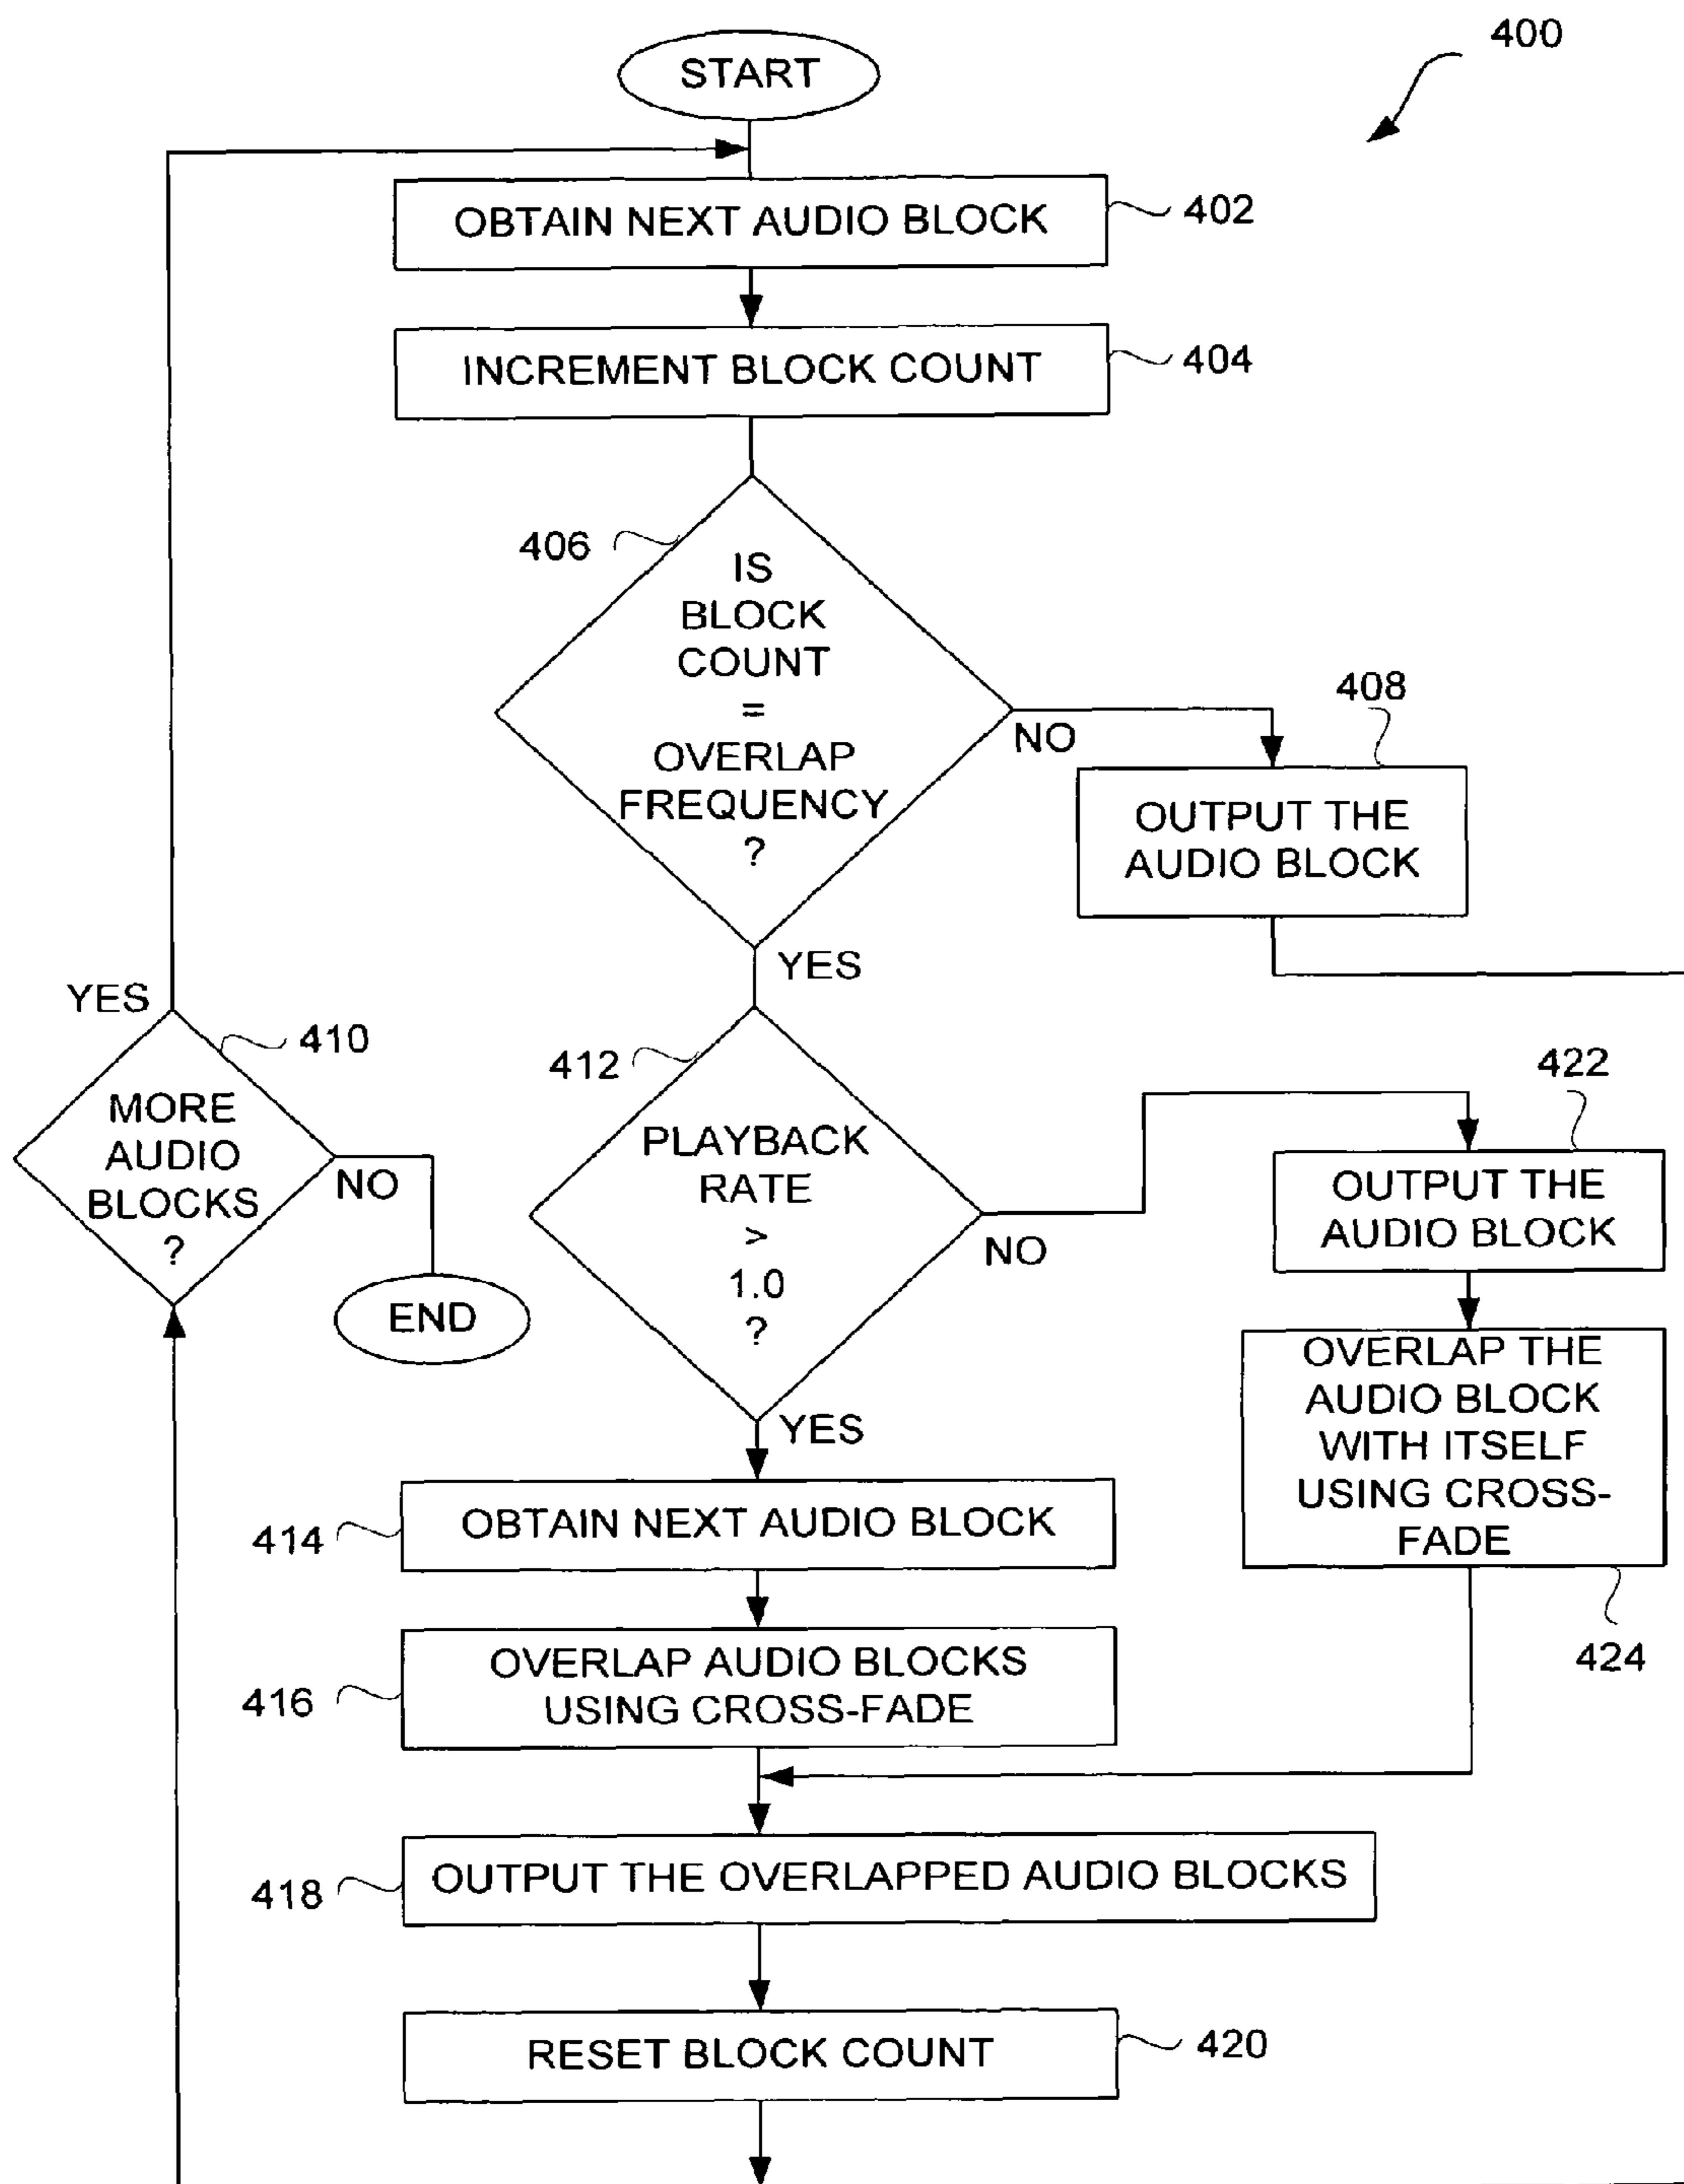 400
START
OBTAIN NEXT AUDIO BLOCK
402
INCREMENT BLOCK COUNT
404
406
IS
BLOCK
COUNT
=
OVERLAP
FREQUENCY
?
NO
YES
408
OUTPUT THE
AUDIO BLOCK
YES
410
MORE
AUDIO
BLOCKS
?
NO
END
412
PLAYBACK
RATE
>
1.0
?
NO
YES
422
OUTPUT THE
AUDIO BLOCK
OVERLAP THE
AUDIO BLOCK
WITH ITSELF
USING CROSS-
FADE
424
414
OBTAIN NEXT AUDIO BLOCK
416
OVERLAP AUDIO BLOCKS
USING CROSS-FADE
418
OUTPUT THE OVERLAPPED AUDIO BLOCKS
RESET BLOCK COUNT
420